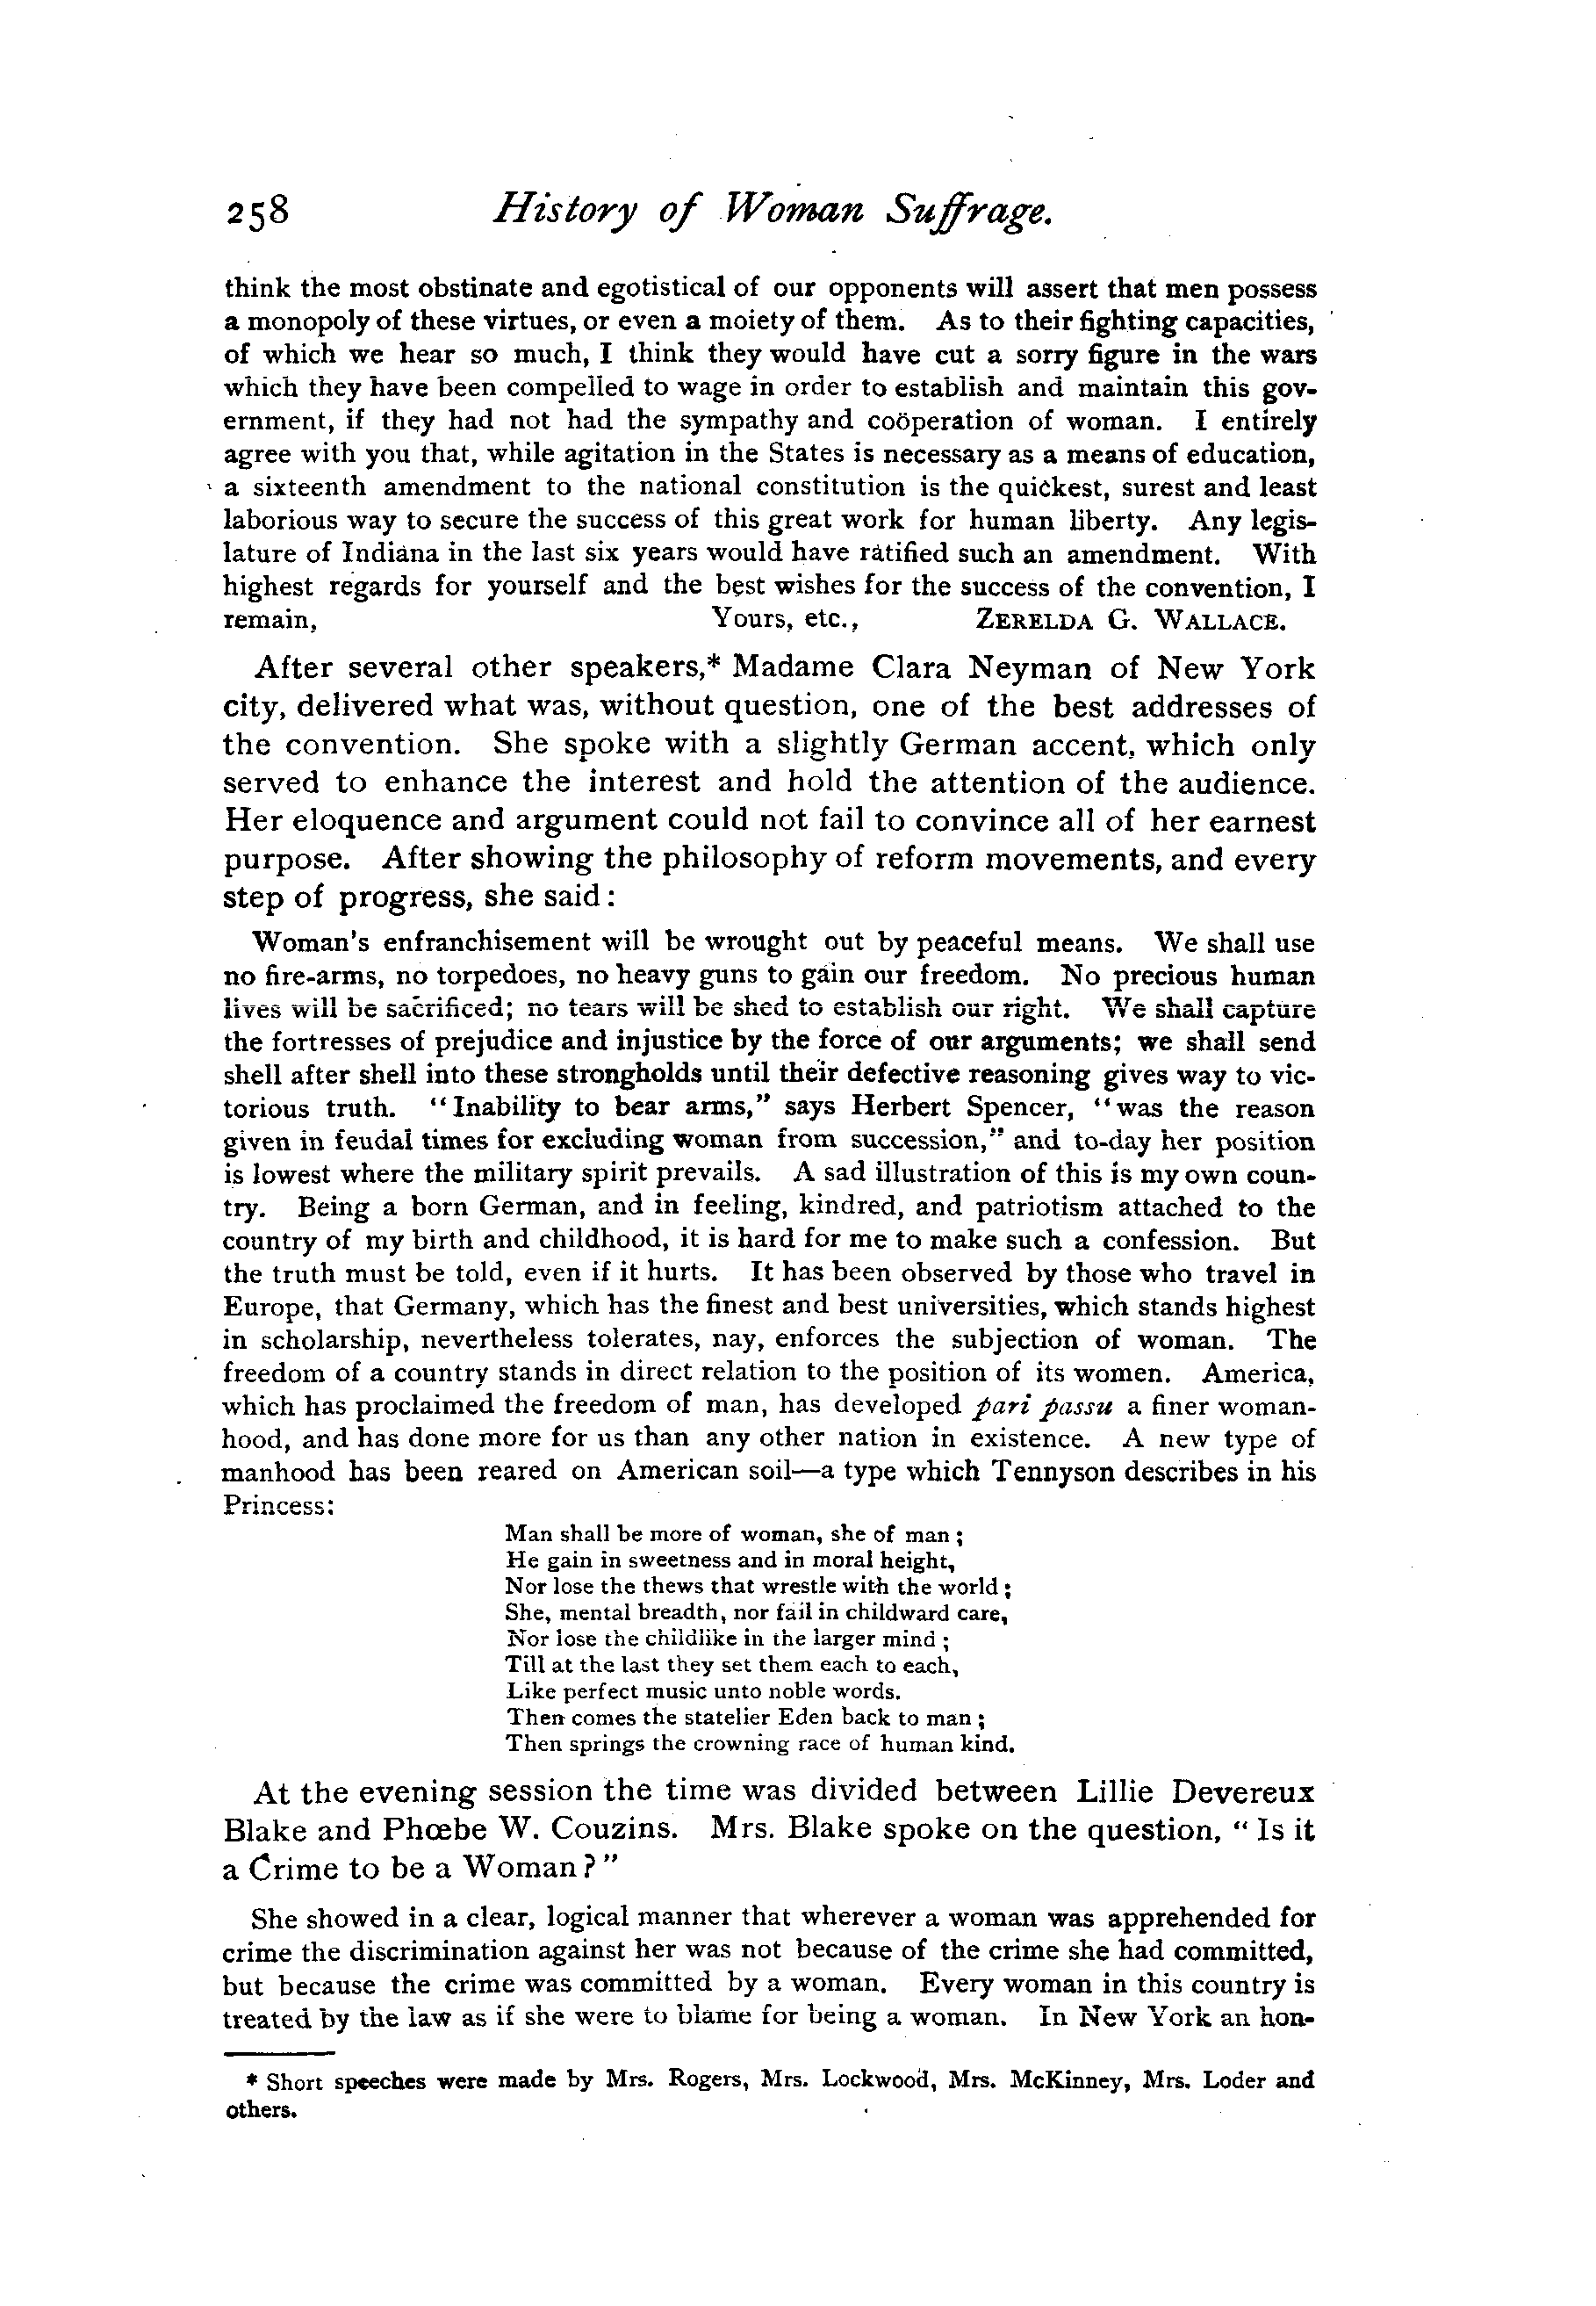 258 History of Woman Suffrage.
think the most obstinate and egotistical of our opponents will assert that men possess
a monopoly of these virtues, or even a moiety of them. As to their fighting capacities,
of which we hear so much, I think they would have cut a sorry figure in the wars
which they have been compelled to wage in order to establish and maintain this gov-
ernment, if they had not had the sympathy and coöperation of woman. I entirely
agree with you that, while agitation in the States is necessary as a means of education,
a sixteenth amendment to the national constitution is the quickest, surest and least
laborious way to secure the success of this great work for human liberty. Any legis-
lature of Indiana in the last six years would have ratified such an amendment. With
highest regards for yourself and the best wishes for the success of the convention, I
remain, Yours, etc., ZERELDA G. WALLACE.
After several other speakers,* Madame Clara Neyman of New York
city, delivered what was, without question, one of the best addresses of
the convention. She spoke with a slightly German accent, which only
served to enhance the interest and hold the attention of the audience.
Her eloquence and argument could not fail to convince all of her earnest
purpose. After showing the philosophy of reform movements, and every
step of progress, she said:
Woman's enfranchisement will be wrought out by peaceful means. We shall use
no fire-arms, no torpedoes, no heavy guns to gain our freedom. No precious human
lives will be sacrificed; no tears will be shed to establish our right. We shall capture
the fortresses of prejudice and injustice by the force of our arguments; we shall send
shell after shell into these strongholds until their defective reasoning gives way to vic-
torious truth. "Inability to bear arms," says Herbert Spencer, "was the reason
given in feudal times for excluding woman from succession," and to-day her position
is lowest where the military spirit prevails. A sad illustration of this is my own coun-
try. Being a born German, and in feeling, kindred, and patriotism attached to the
country of my birth and childhood, it is hard for me to make such a confession. But
the truth must be told, even if it hurts. It has been observed by those who travel in
Europe, that Germany, which has the finest and best universities, which stands highest
in scholarship, nevertheless tolerates, nay, enforces the subjection of woman. The
freedom of a country stands in direct relation to the position of its women. America,
which has proclaimed the freedom of man, has developed pari passu a finer woman-
hood, and has done more for us than any other nation in existence. A new type of
manhood has been reared on American soil—a type which Tennyson describes in his
Princess:
Man shall be more of woman, she of man;
He gain in sweetness and in moral height,
Nor lose the thews that wrestle with the world;
She, mental breadth, nor fail in childward care,
Nor lose the childlike in the larger mind;
Till at the last they set them each to each,
Like perfect music unto noble words.
Then comes the statelier Eden back to man;
Then springs the crowning race of human kind.
At the evening session the time was divided between Lillie Devereux
Blake and Phœbe W. Couzins. Mrs. Blake spoke on the question, "Is it
a Crime to be a Woman?"
She showed in a clear, logical manner that wherever a woman was apprehended for
crime the discrimination against her was not because of the crime she had committed,
but because the crime was committed by a woman. Every woman in this country is
treated by the law as if she were to blame for being a woman. In New York an hon-
* Short speeches were made by Mrs. Rogers, Mrs. Lockwood, Mrs. McKinney, Mrs. Loder and
others.